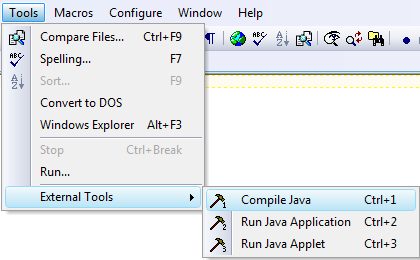 Tools Macros Configure Window Help
Compare Files... Ctrl+F9
Spelling... F7
Sort... F9
Convert to DOS
Windows Explorer Alt+F3
Stop Ctrl+Break
Run...
External Tools
Compile Java Ctrl+1
Run Java Application Ctrl+2
Run Java Applet Ctrl+3